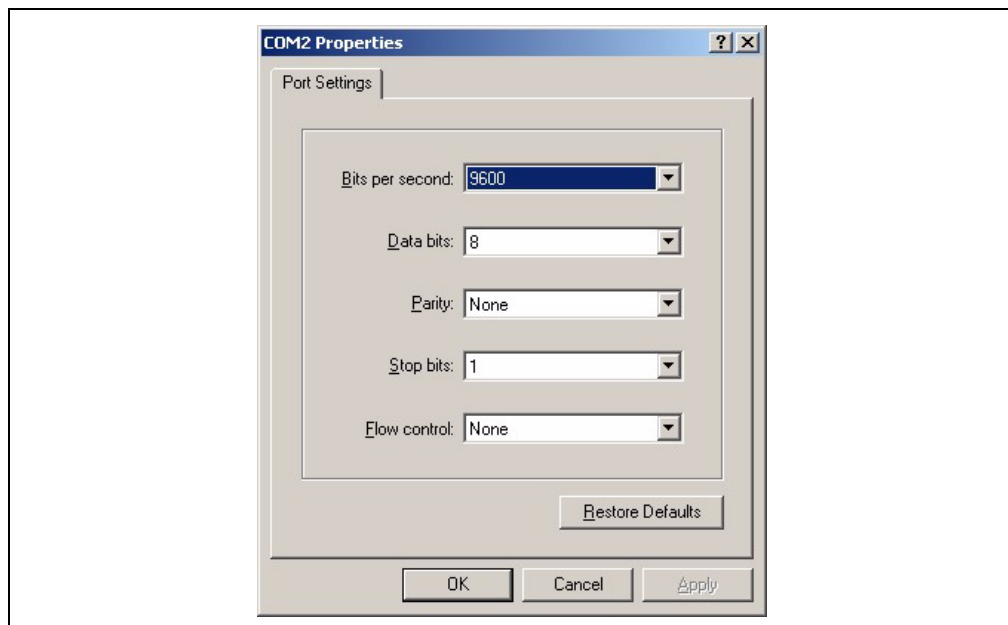 COM2 Properties
Port Settings
Bits per second: 9600
Data bits: 8
Parity: None
Stop bits: 1
Flow control: None
Restore Defaults
OK Cancel Apply